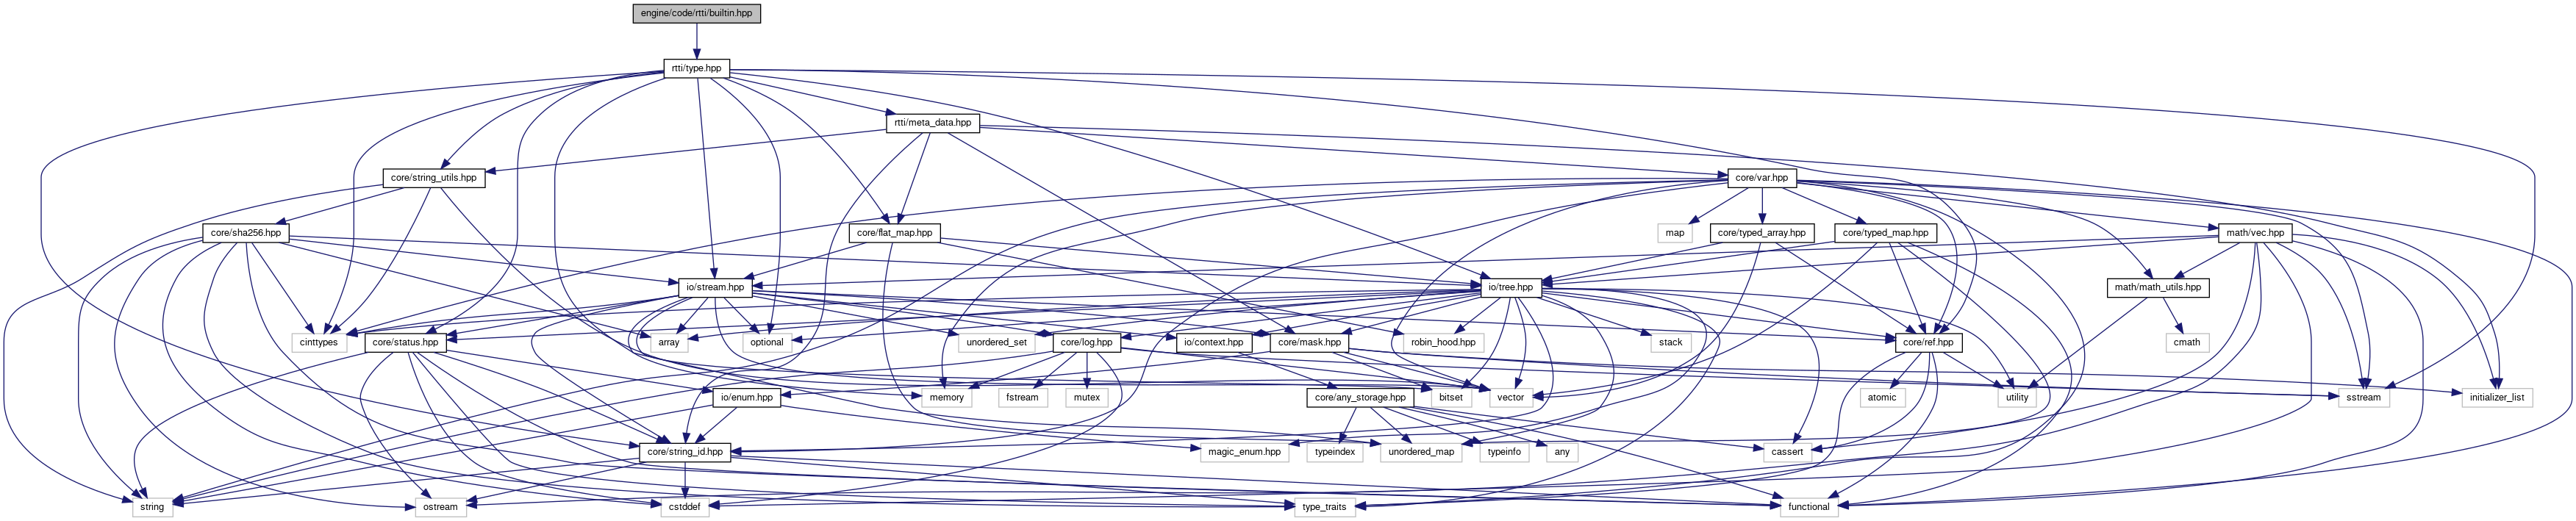 engine/code/rtti/builtin.hpp
rtti/type.hpp
rtti/meta_data.hpp
core/string_utils.hpp
core/var.hpp
core/sha256.hpp
core/flat_map.hpp
map
core/typed_array.hpp
core/typed_map.hpp
math/vec.hpp
io/stream.hpp
io/tree.hpp
math/math_utils.hpp
cinttypes
core/status.hpp
array
optional
unordered_set
core/log.hpp
io/context.hpp
core/mask.hpp
robin_hood.hpp
stack
core/ref.hpp
cmath
io/enum.hpp
memory
fstream
mutex
core/any_storage.hpp
bitset
vector
atomic
utility
sstream
initializer_list
core/string_id.hpp
magic_enum.hpp
typeindex
unordered_map
typeinfo
any
cassert
string
ostream
cstddef
type_traits
functional